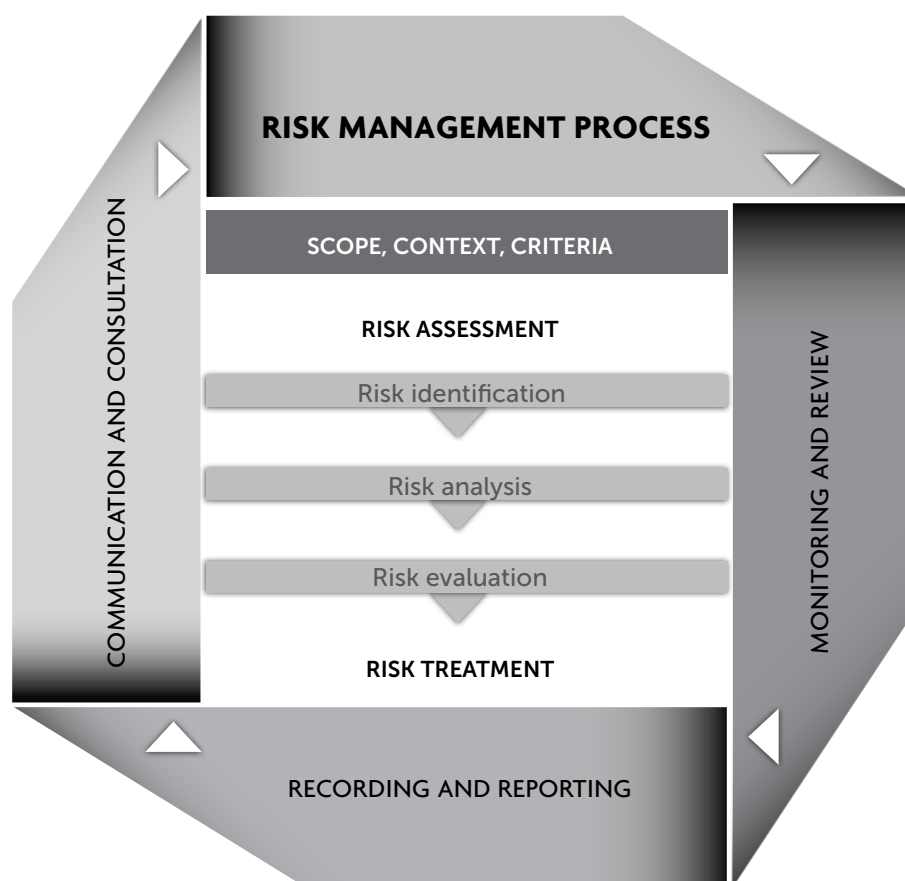 RISK MANAGEMENT PROCESS
COMMUNICATION AND CONSULTATION
SCOPE, CONTEXT, CRITERIA
RISK ASSESSMENT
Risk identification
Risk analysis
Risk evaluation
RISK TREATMENT
MONITORING AND REVIEW
RECORDING AND REPORTING